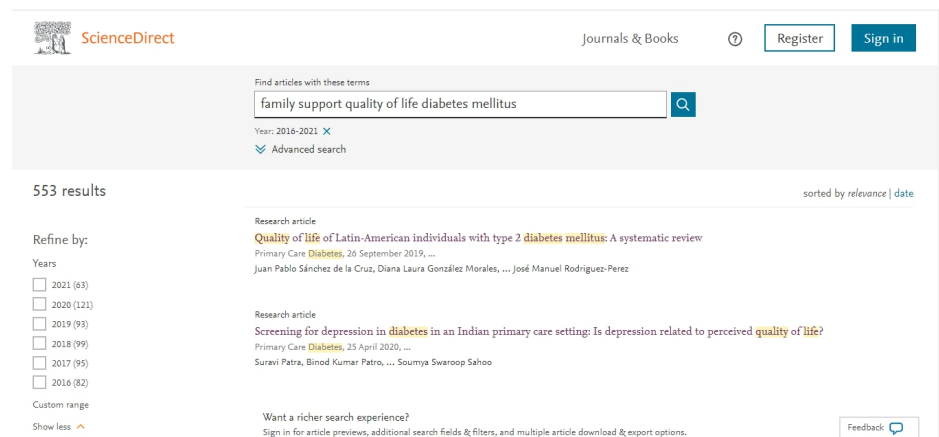 ScienceDirect
Journals & Books
?
Register
Sign in
Find articles with these terms
family support quality of life diabetes mellitus
Year: 2016-2021 ×
Advanced search
553 results
sorted by relevance | date
Refine by:
Years
2021 (63)
2020 (121)
2019 (93)
2018 (99)
2017 (95)
2016 (82)
Custom range
Show less
Research article
Quality of life of Latin-American individuals with type 2 diabetes mellitus: A systematic review
Primary Care Diabetes, 26 September 2019, ...
Juan Pablo Sánchez de la Cruz, Diana Laura González Morales, ... José Manuel Rodriguez-Perez
Research article
Screening for depression in diabetes in an Indian primary care setting: Is depression related to perceived quality of life?
Primary Care Diabetes, 25 April 2020, ...
Suravi Patra, Binod Kumar Patro, ... Soumya Swaroop Sahoo
Want a richer search experience?
Sign in for article previews, additional search fields & filters, and multiple article download & export options.
Feedback